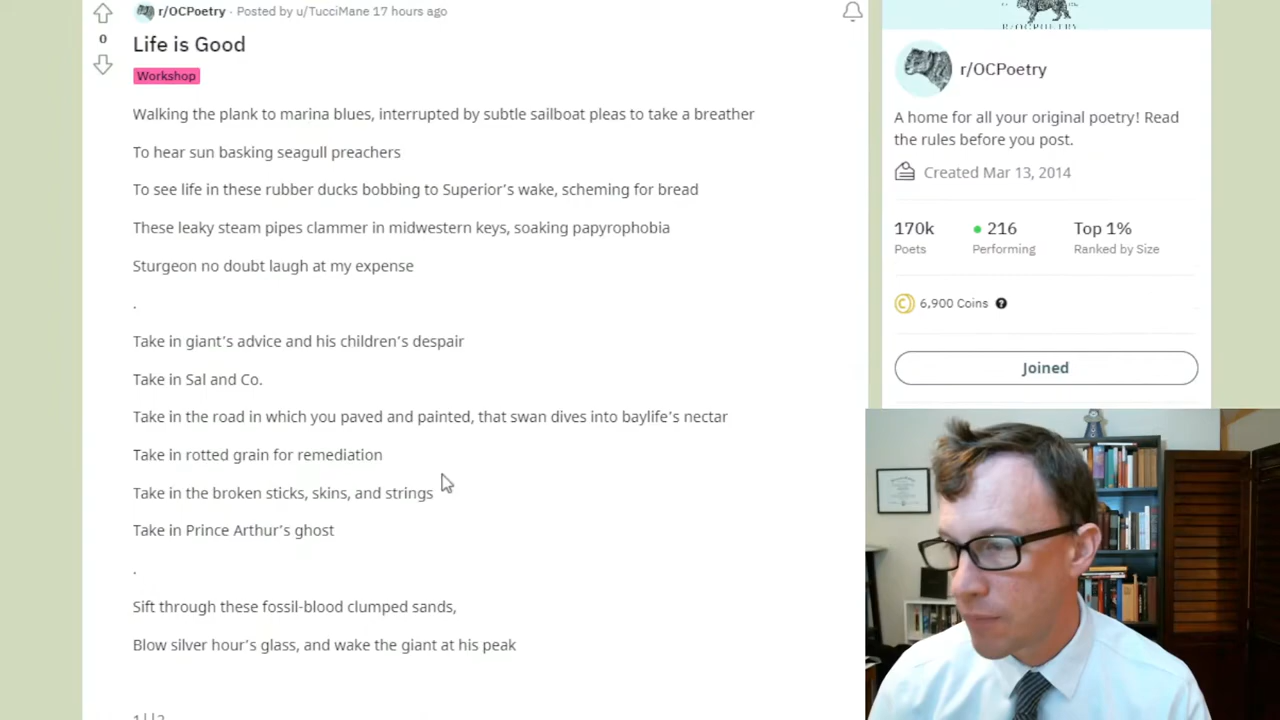 r/OCPoetry · Posted by u/TucciMane 17 hours ago
0
Life is Good
Workshop
Walking the plank to marina blues, interrupted by subtle sailboat pleas to take a breather
To hear sun basking seagull preachers
To see life in these rubber ducks bobbing to Superior's wake, scheming for bread
These leaky steam pipes clammer in midwestern keys, soaking papyrophobia
Sturgeon no doubt laugh at my expense
.
Take in giant's advice and his children's despair
Take in Sal and Co.
Take in the road in which you paved and painted, that swan dives into baylife's nectar
Take in rotted grain for remediation
Take in the broken sticks, skins, and strings
Take in Prince Arthur's ghost
.
Sift through these fossil-blood clumped sands,
Blow silver hour's glass, and wake the giant at his peak
R/OCPOETRY
r/OCPoetry
A home for all your original poetry! Read
the rules before you post.
Created Mar 13, 2014
170k 216 Top 1%
Poets Performing Ranked by Size
6,900 Coins
Joined